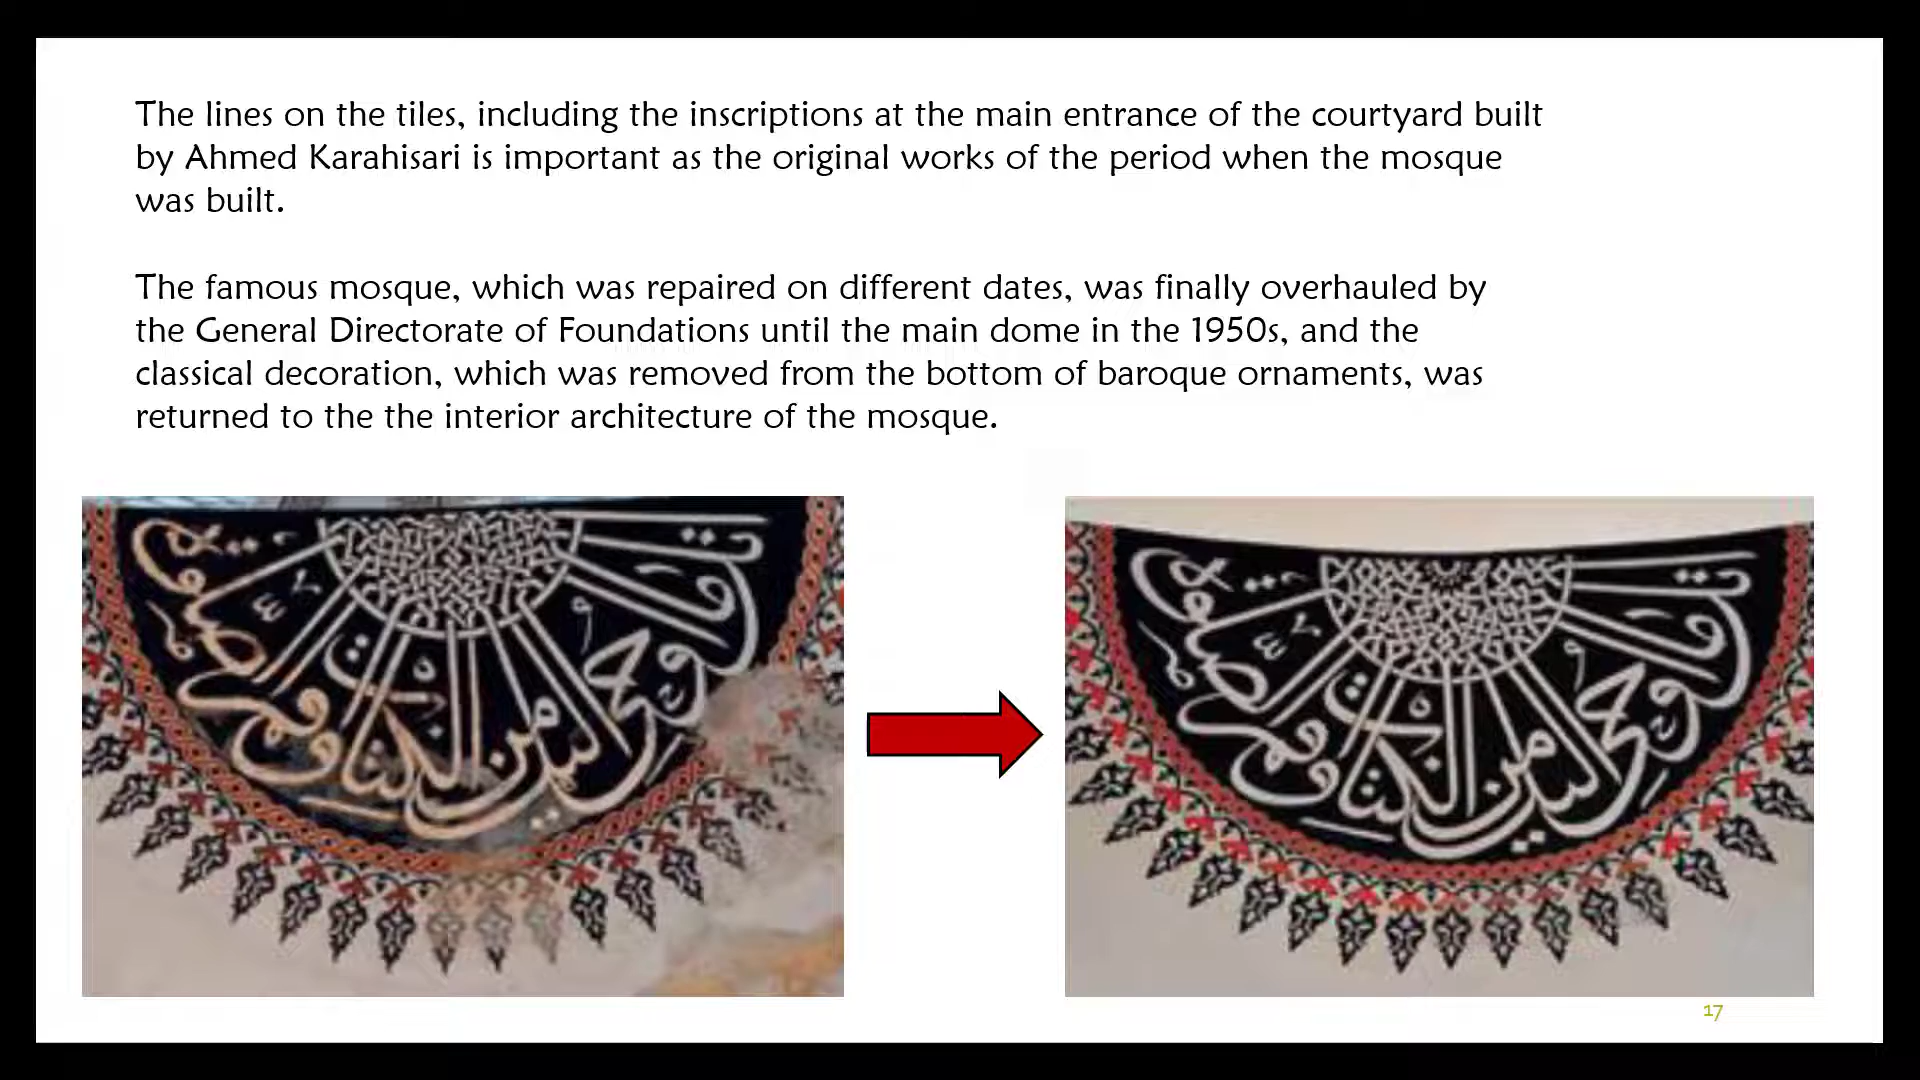 The lines on the tiles, including the inscriptions at the main entrance of the courtyard built
by Ahmed Karahisari is important as the original works of the period when the mosque
was built.
The famous mosque, which was repaired on different dates, was finally overhauled by
the General Directorate of Foundations until the main dome in the 1950s, and the
classical decoration, which was removed from the bottom of baroque ornaments, was
returned to the the interior architecture of the mosque.
17